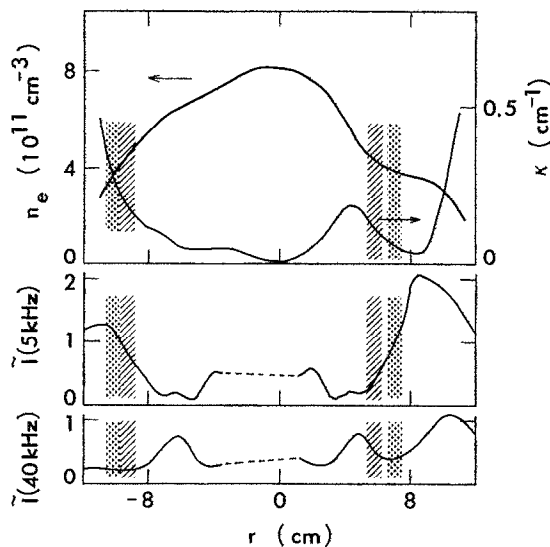 8
4
0
n_e (10^11 cm^-3)
0.5
0
κ (cm^-1)
2
1
0
ĩ(5kHz)
1
0
ĩ(40kHz)
-8
0
8
r (cm)